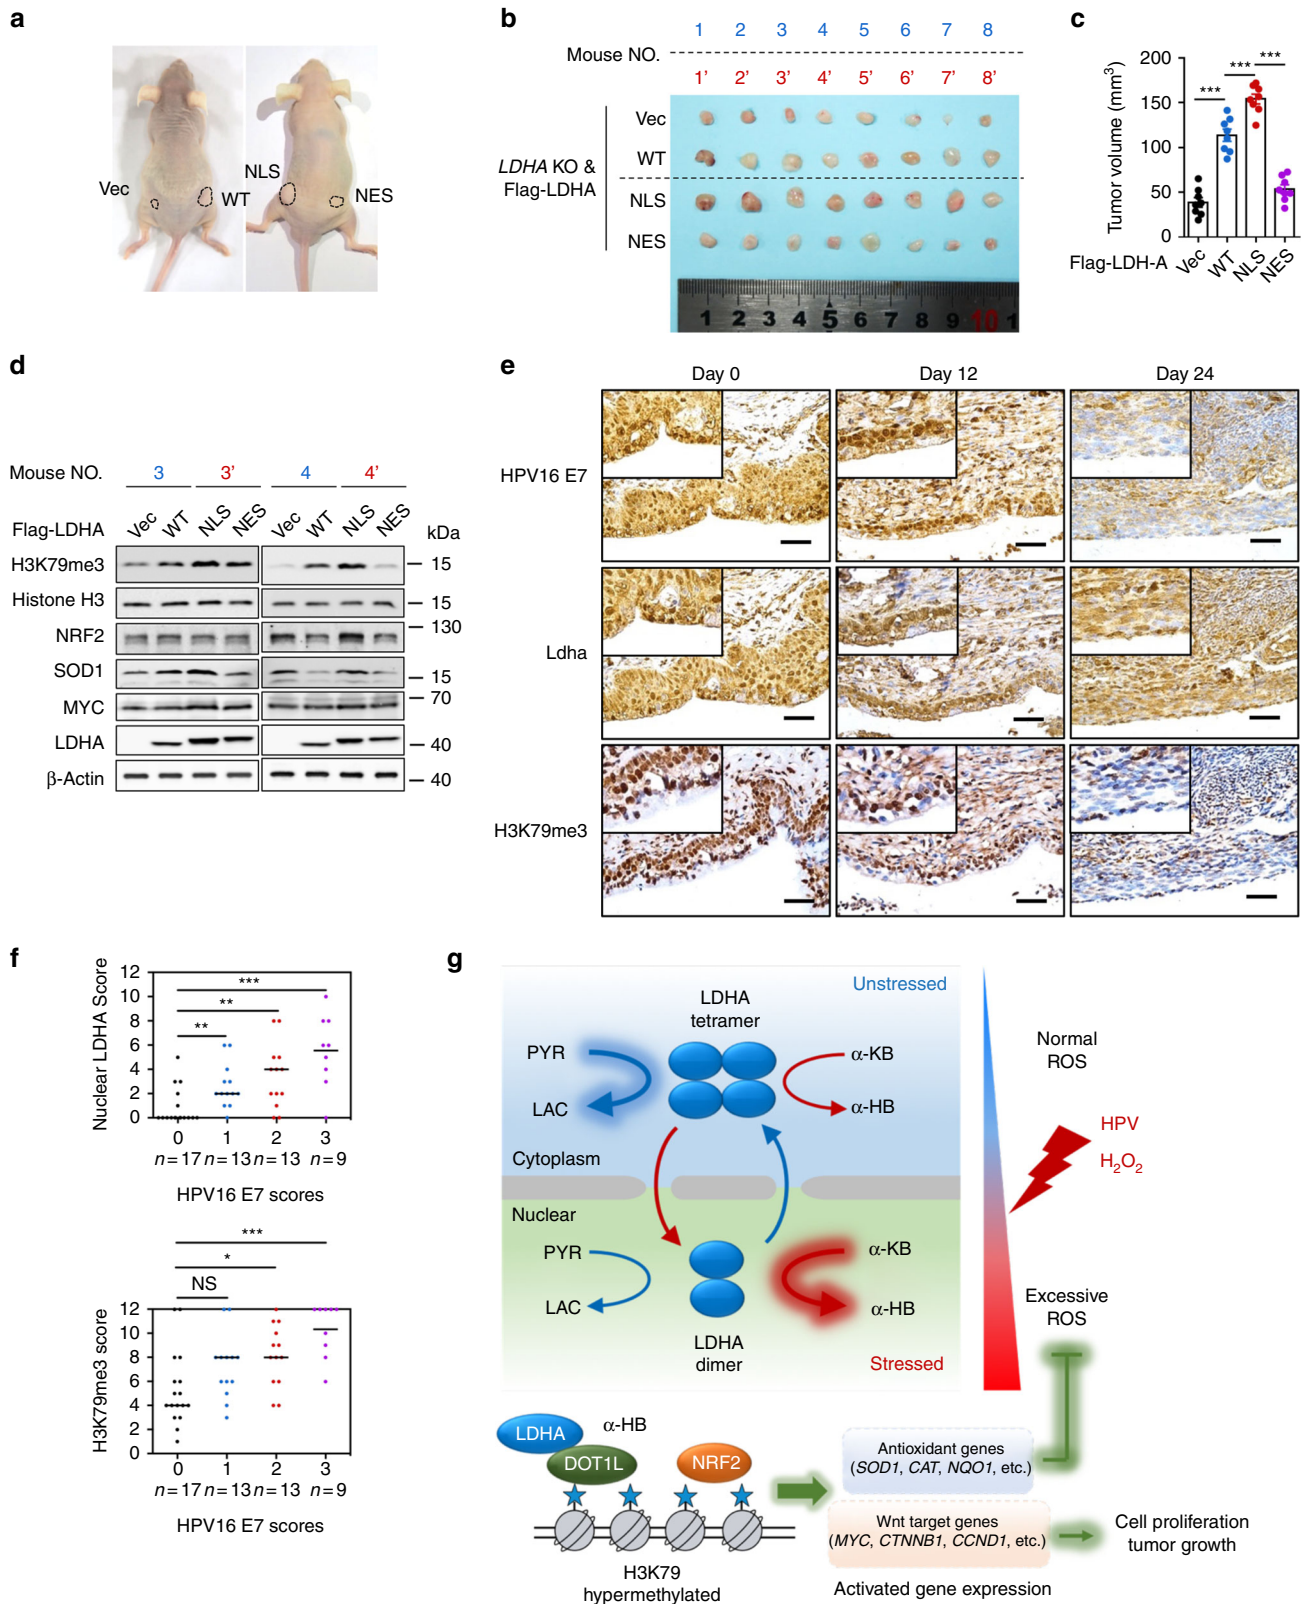 a
Vec
WT
NLS
NES
b
Mouse NO.
1 2 3 4 5 6 7 8
1’ 2’ 3’ 4’ 5’ 6’ 7’ 8’
LDHA KO &
Flag-LDHA
Vec
WT
NLS
NES
1 2 3 4 5 6 7 8 9 10 1
c
Tumor volume (mm3)
200
150
100
50
0
***
***
***
Flag-LDH-A
Vec WT NLS NES
d
Mouse NO. 3 3’ 4 4’
Flag-LDHA Vec WT NLS NES Vec WT NLS NES kDa
H3K79me3 15
Histone H3 15
NRF2 130
SOD1 15
MYC 70
LDHA 40
β-Actin 40
e
Day 0 Day 12 Day 24
HPV16 E7
Ldha
H3K79me3
f
Nuclear LDHA Score
12
10
8
6
4
2
0
***
**
**
0 1 2 3
n=17 n=13 n=13 n=9
HPV16 E7 scores
H3K79me3 score
***
*
NS
12
10
8
6
4
2
0
0 1 2 3
n=17 n=13 n=13 n=9
HPV16 E7 scores
g
Unstressed
LDHA
tetramer
PYR
LAC
α-KB
α-HB
Cytoplasm
Nuclear
PYR
LAC
α-KB
α-HB
LDHA
dimer
Stressed
Normal
ROS
HPV
H2O2
Excessive
ROS
LDHA
α-HB
DOT1L
NRF2
H3K79
hypermethylated
Antioxidant genes
(SOD1, CAT, NQO1, etc.)
Wnt target genes
(MYC, CTNNB1, CCND1, etc.)
Activated gene expression
Cell proliferation
tumor growth